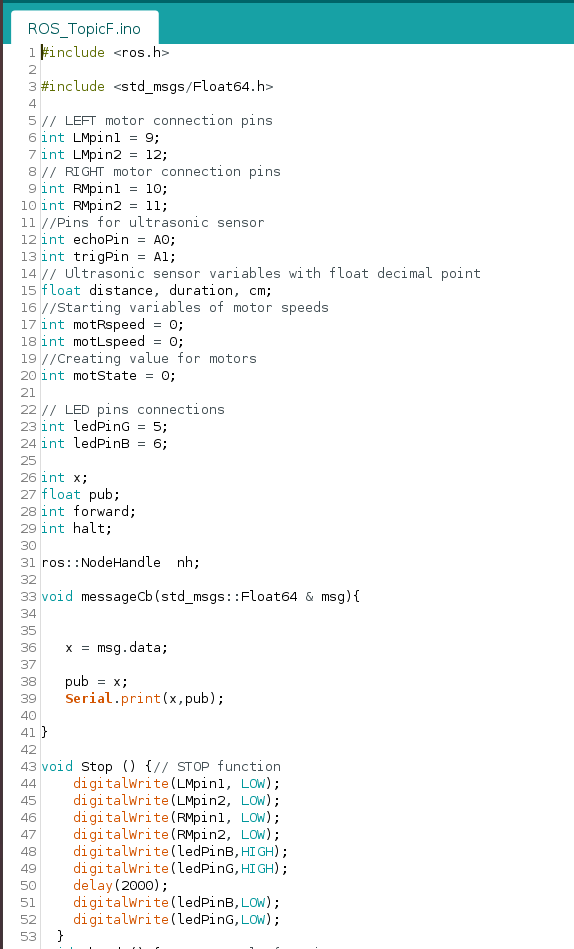 ROS_TopicF.ino
1 #include <ros.h>
2
3 #include <std_msgs/Float64.h>
4
5 // LEFT motor connection pins
6 int LMpin1 = 9;
7 int LMpin2 = 12;
8 // RIGHT motor connection pins
9 int RMpin1 = 10;
10 int RMpin2 = 11;
11 //Pins for ultrasonic sensor
12 int echoPin = A0;
13 int trigPin = A1;
14 // Ultrasonic sensor variables with float decimal point
15 float distance, duration, cm;
16 //Starting variables of motor speeds
17 int motRspeed = 0;
18 int motLspeed = 0;
19 //Creating value for motors
20 int motState = 0;
21
22 // LED pins connections
23 int ledPinG = 5;
24 int ledPinB = 6;
25
26 int x;
27 float pub;
28 int forward;
29 int halt;
30
31 ros::NodeHandle  nh;
32
33 void messageCb(std_msgs::Float64 & msg){
34
35
36    x = msg.data;
37
38    pub = x;
39    Serial.print(x,pub);
40
41 }
42
43 void Stop () {// STOP function
44     digitalWrite(LMpin1, LOW);
45     digitalWrite(LMpin2, LOW);
46     digitalWrite(RMpin1, LOW);
47     digitalWrite(RMpin2, LOW);
48     digitalWrite(ledPinB,HIGH);
49     digitalWrite(ledPinG,HIGH);
50     delay(2000);
51     digitalWrite(ledPinB,LOW);
52     digitalWrite(ledPinG,LOW);
53   }